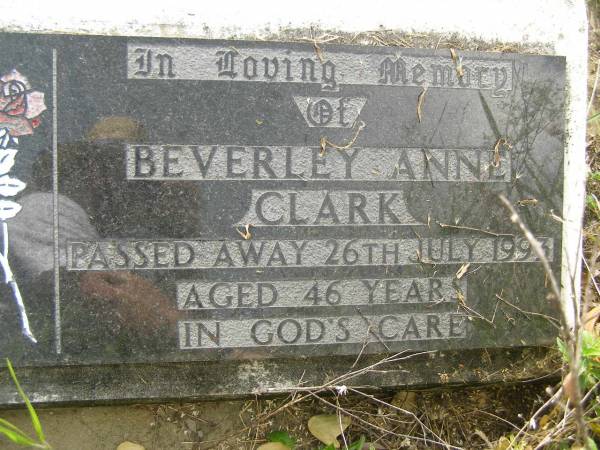 In Loving Memory
Of
BEVERLEY ANNE
CLARK
PASSED AWAY 26TH JULY
AGED 46 YEARS
IN GOD'S CARE